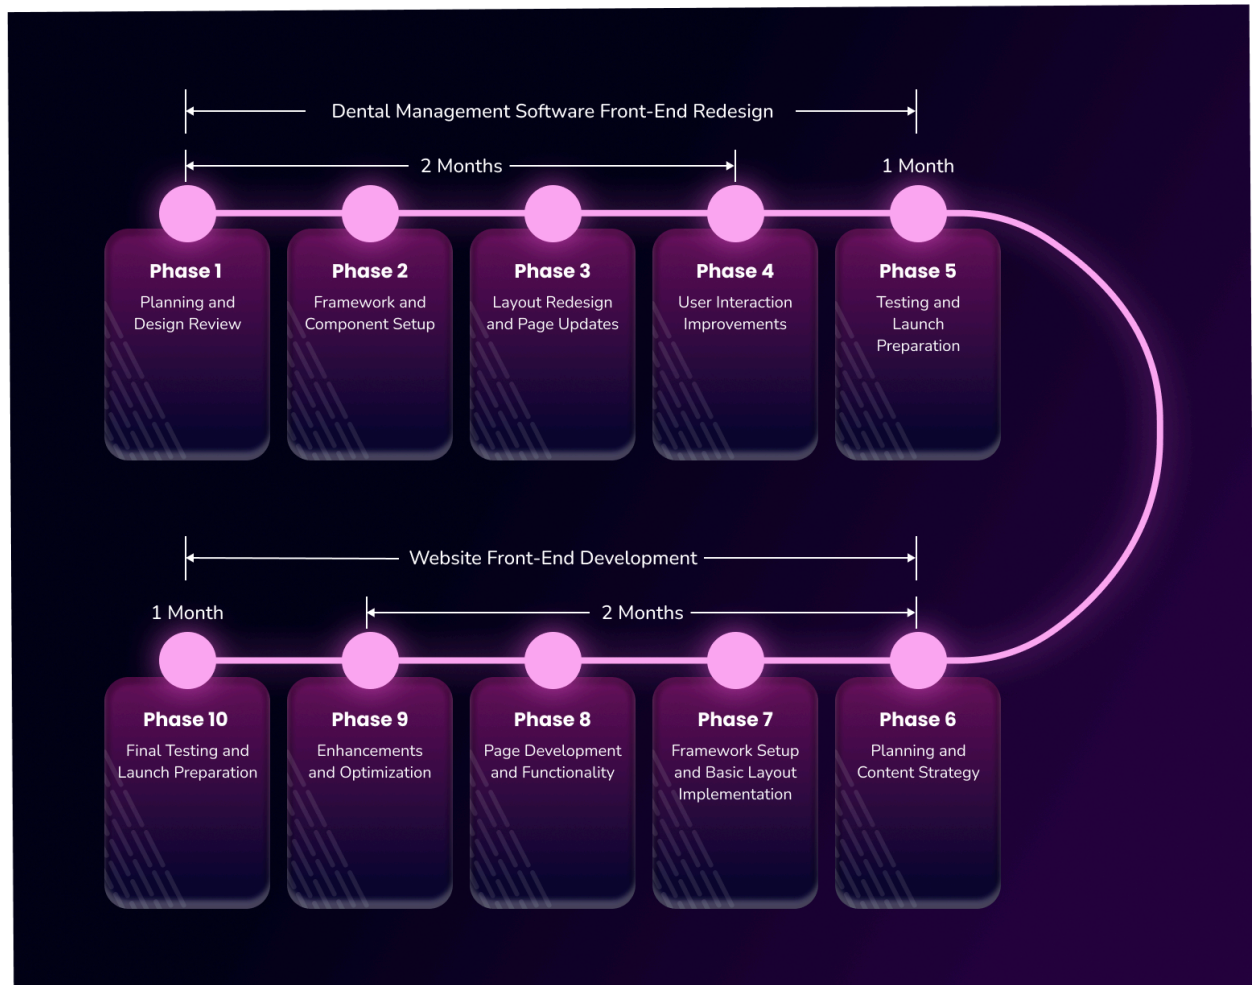 Dental Management Software Front-End Redesign
2 Months
1 Month
Phase 1
Planning and
Design Review
Phase 2
Framework and
Component Setup
Phase 3
Layout Redesign
and Page Updates
Phase 4
User Interaction
Improvements
Phase 5
Testing and
Launch
Preparation
Website Front-End Development
1 Month
2 Months
Phase 10
Final Testing and
Launch Preparation
Phase 9
Enhancements
and Optimization
Phase 8
Page Development
and Functionality
Phase 7
Framework Setup
and Basic Layout
Implementation
Phase 6
Planning and
Content Strategy